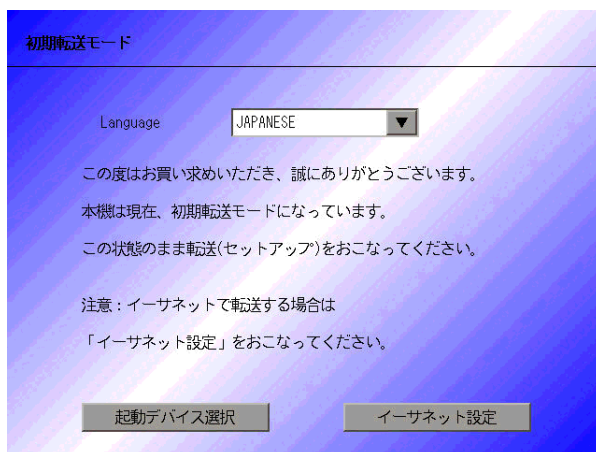 初期転送モード
Language JAPANESE ▼
この度はお買い求めいただき、誠にありがとうございます。
本機は現在、初期転送モードになっています。
この状態のまま転送(セットアップ)をおこなってください。
注意：イーサネットで転送する場合は
「イーサネット設定」をおこなってください。
起動デバイス選択 イーサネット設定